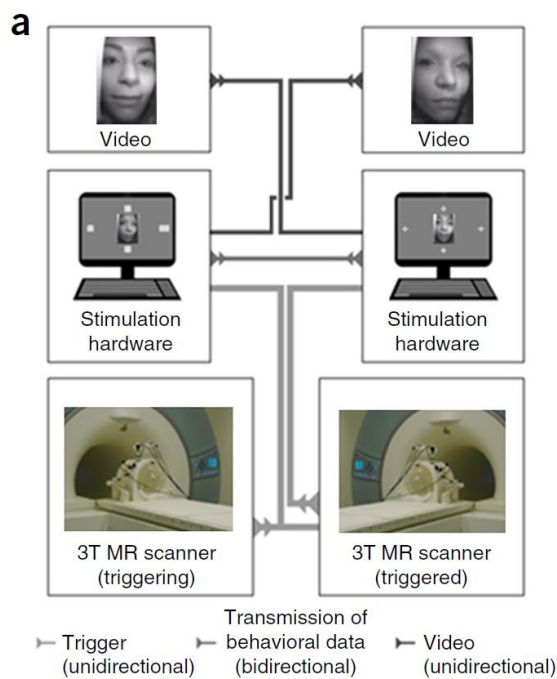 a
Video
Video
Stimulation
hardware
Stimulation
hardware
3T MR scanner
(triggering)
3T MR scanner
(triggered)
Trigger
(unidirectional)
Transmission of
behavioral data
(bidirectional)
Video
(unidirectional)